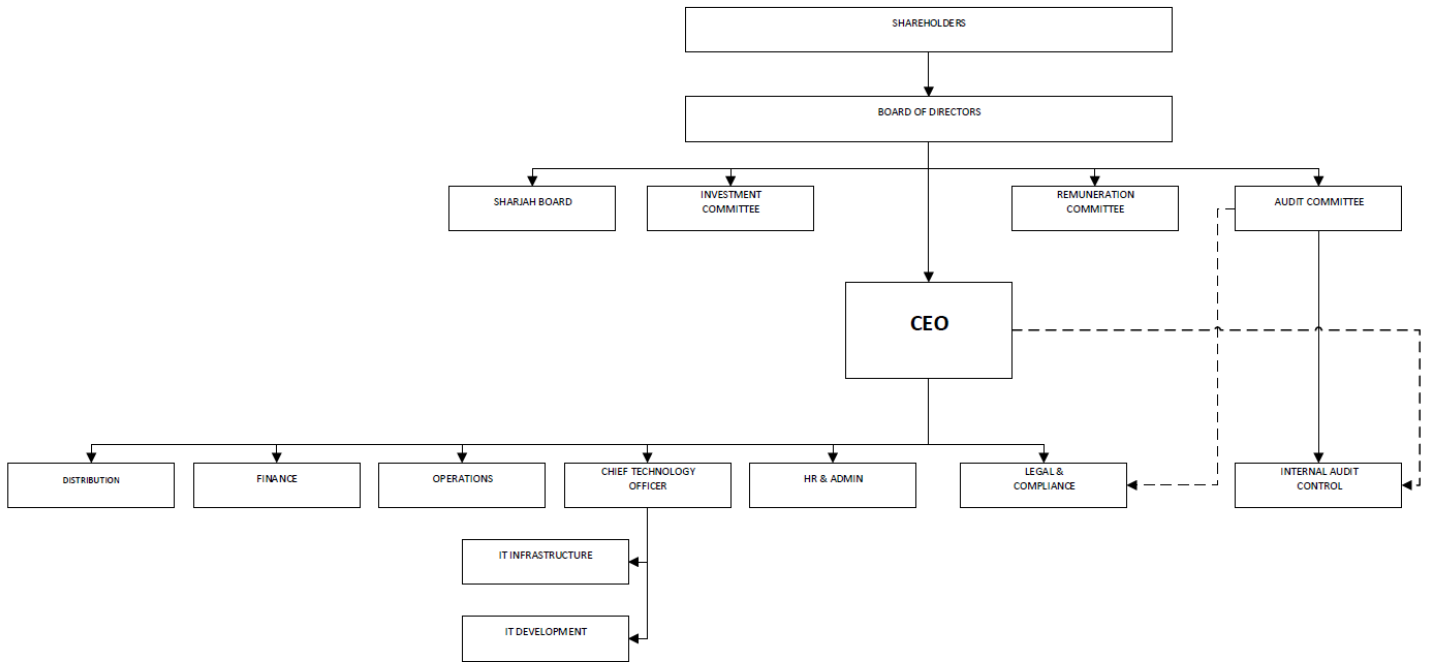 SHAREHOLDERS
BOARD OF DIRECTORS
SHARJAH BOARD
INVESTMENT
COMMITTEE
REMUNERATION
COMMITTEE
AUDIT COMMITTEE
CEO
DISTRIBUTION
FINANCE
OPERATIONS
CHIEF TECHNOLOGY
OFFICER
HR & ADMIN
LEGAL &
COMPLIANCE
INTERNAL AUDIT
CONTROL
IT INFRASTRUCTURE
IT DEVELOPMENT